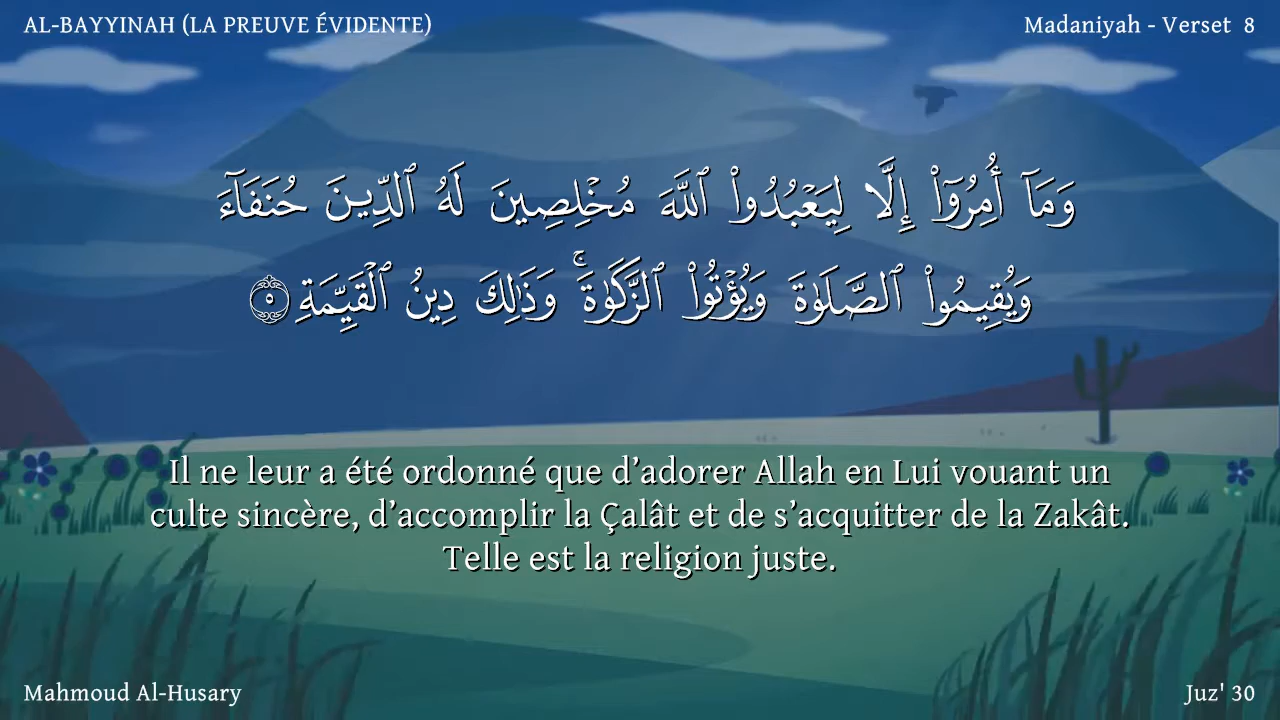 AL-BAYYINAH (LA PREUVE ÉVIDENTE)
Madaniyah - Verset 8
وَمَآ أُمِرُوٓا۟ إِلَّا لِيَعْبُدُوا۟ ٱللَّهَ مُخْلِصِينَ لَهُ ٱلدِّينَ حُنَفَآءَ
وَيُقِيمُوا۟ ٱلصَّلَوٰةَ وَيُؤْتُوا۟ ٱلزَّكَوٰةَ ۚ وَذَٰلِكَ دِينُ ٱلْقَيِّمَةِ ٥
Il ne leur a été ordonné que d’adorer Allah en Lui vouant un
culte sincère, d’accomplir la Çalât et de s’acquitter de la Zakât.
Telle est la religion juste.
Mahmoud Al-Husary
Juz' 30